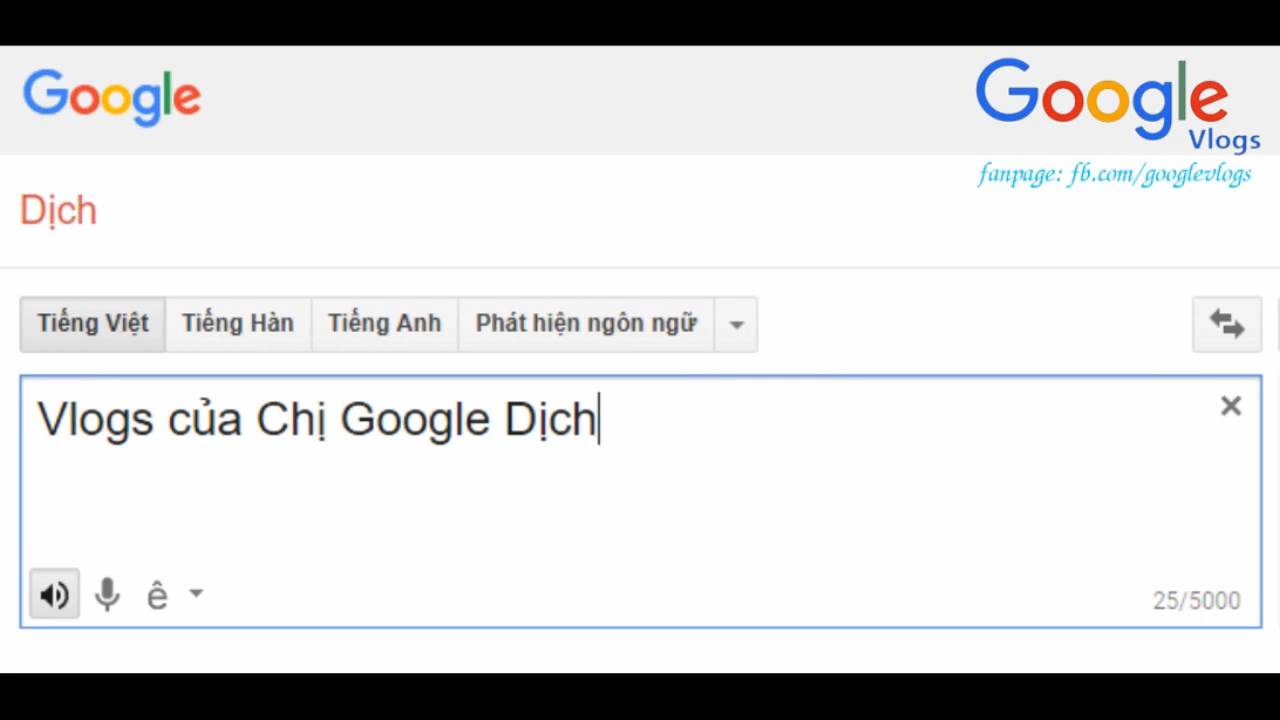 Google
Google
Vlogs
fanpage: fb.com/googlevlogs
Dịch
Tiếng Việt Tiếng Hàn Tiếng Anh Phát hiện ngôn ngữ
Vlogs của Chị Google Dịch
ê
25/5000